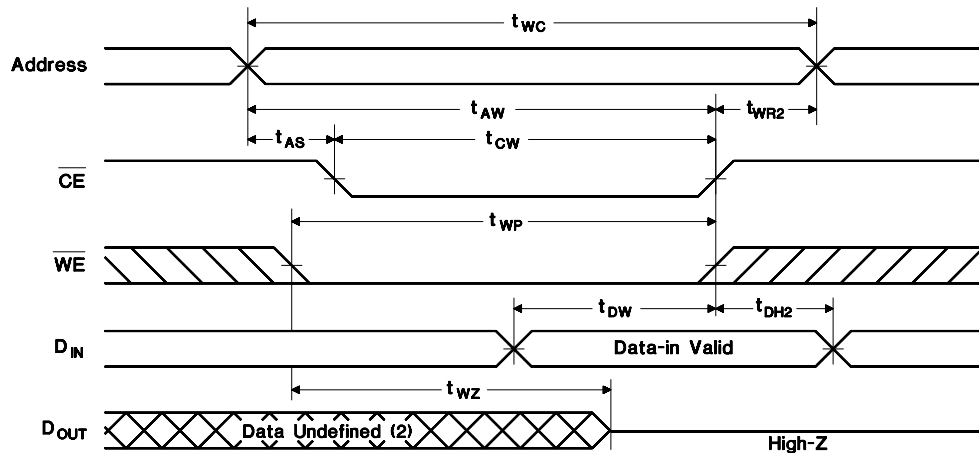 tWC
Address
tAW
tWR2
tAS
tCW
CE
tWP
WE
tDW
tDH2
DIN
Data-in Valid
tWZ
DOUT
Data Undefined (2)
High-Z